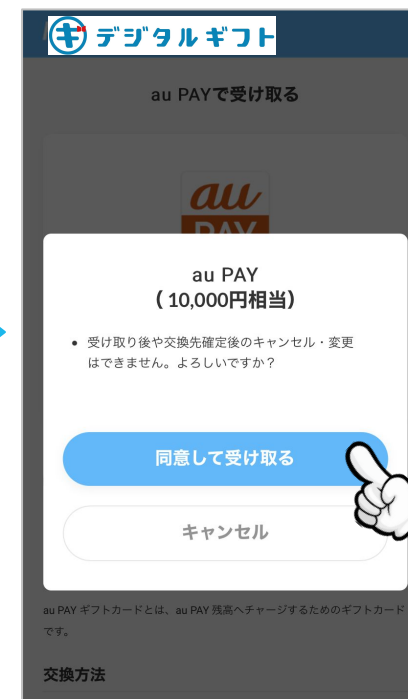 デジタルギフト
au PAYで受け取る
au
PAY
au PAY
(10,000円相当)
• 受け取り後や交換先確定後のキャンセル・変更
はできません。よろしいですか？
同意して受け取る
キャンセル
au PAY ギフトカードとは、au PAY 残高へチャージするためのギフトカード
です。
交換方法